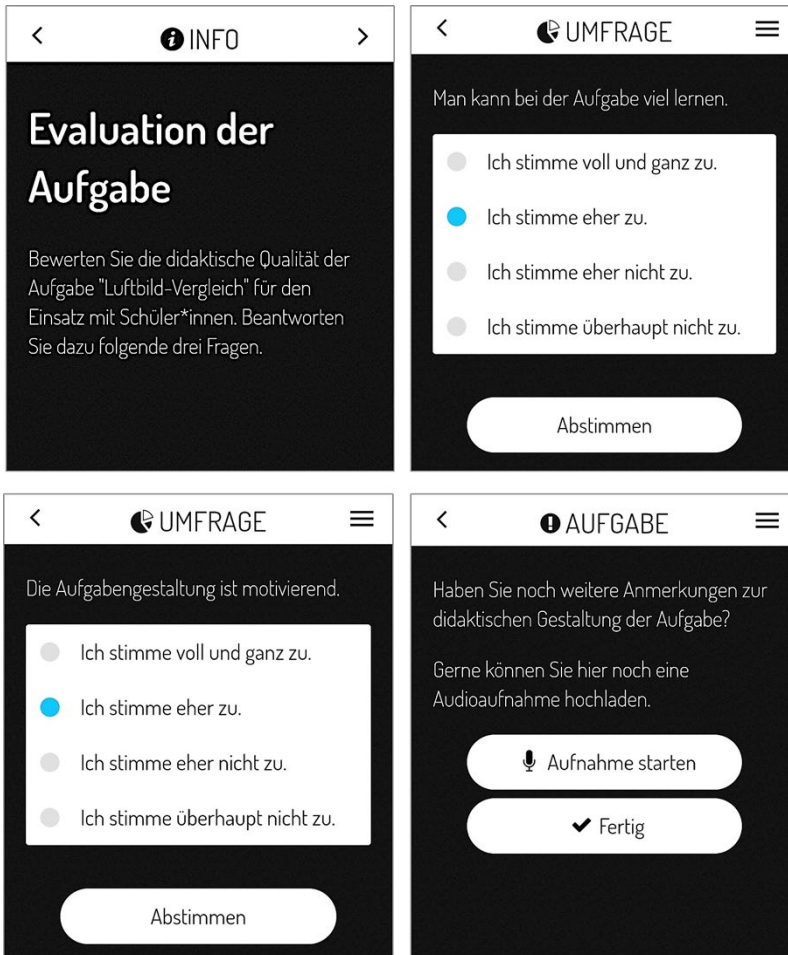 INFO
Evaluation der
Aufgabe
Bewerten Sie die didaktische Qualität der
Aufgabe "Luftbild-Vergleich" für den
Einsatz mit Schüler*innen. Beantworten
Sie dazu folgende drei Fragen.
UMFRAGE
Man kann bei der Aufgabe viel lernen.
Ich stimme voll und ganz zu.
Ich stimme eher zu.
Ich stimme eher nicht zu.
Ich stimme überhaupt nicht zu.
Abstimmen
UMFRAGE
Die Aufgabengestaltung ist motivierend.
Ich stimme voll und ganz zu.
Ich stimme eher zu.
Ich stimme eher nicht zu.
Ich stimme überhaupt nicht zu.
Abstimmen
AUFGABE
Haben Sie noch weitere Anmerkungen zur
didaktischen Gestaltung der Aufgabe?
Gerne können Sie hier noch eine
Audioaufnahme hochladen.
Aufnahme starten
Fertig